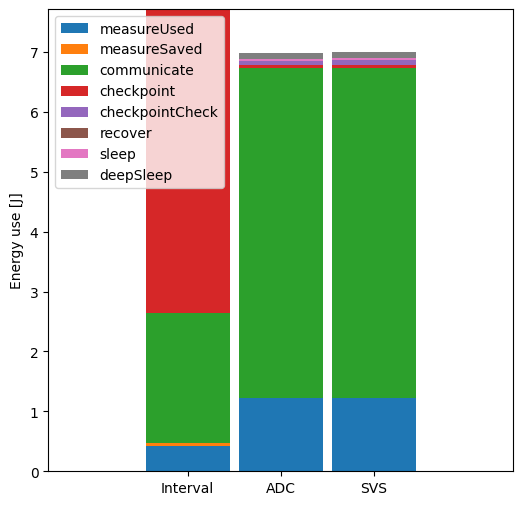 measureUsed
measureSaved
communicate
checkpoint
checkpointCheck
recover
sleep
deepSleep
Energy use [J]
7
6
5
4
3
2
1
0
Interval ADC SVS